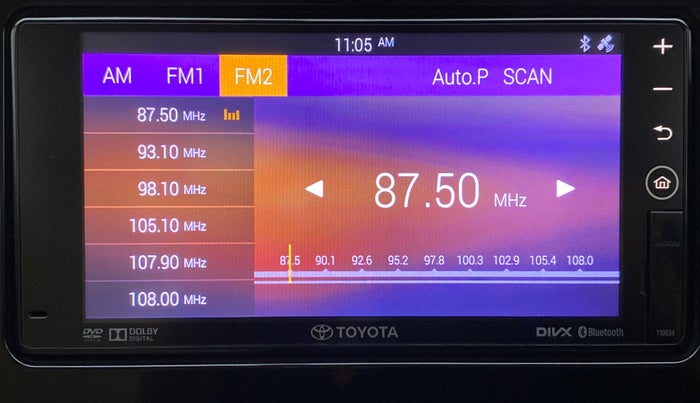 11:05 AM
AM FM1 FM2 Auto.P SCAN
87.50 MHz
93.10 MHz
98.10 MHz
105.10 MHz
107.90 MHz
108.00 MHz
87.50 MHz
87.5 90.1 92.6 95.2 97.8 100.3 102.9 105.4 108.0
DVD DOLBY DIGITAL TOYOTA DIVX Bluetooth T10034